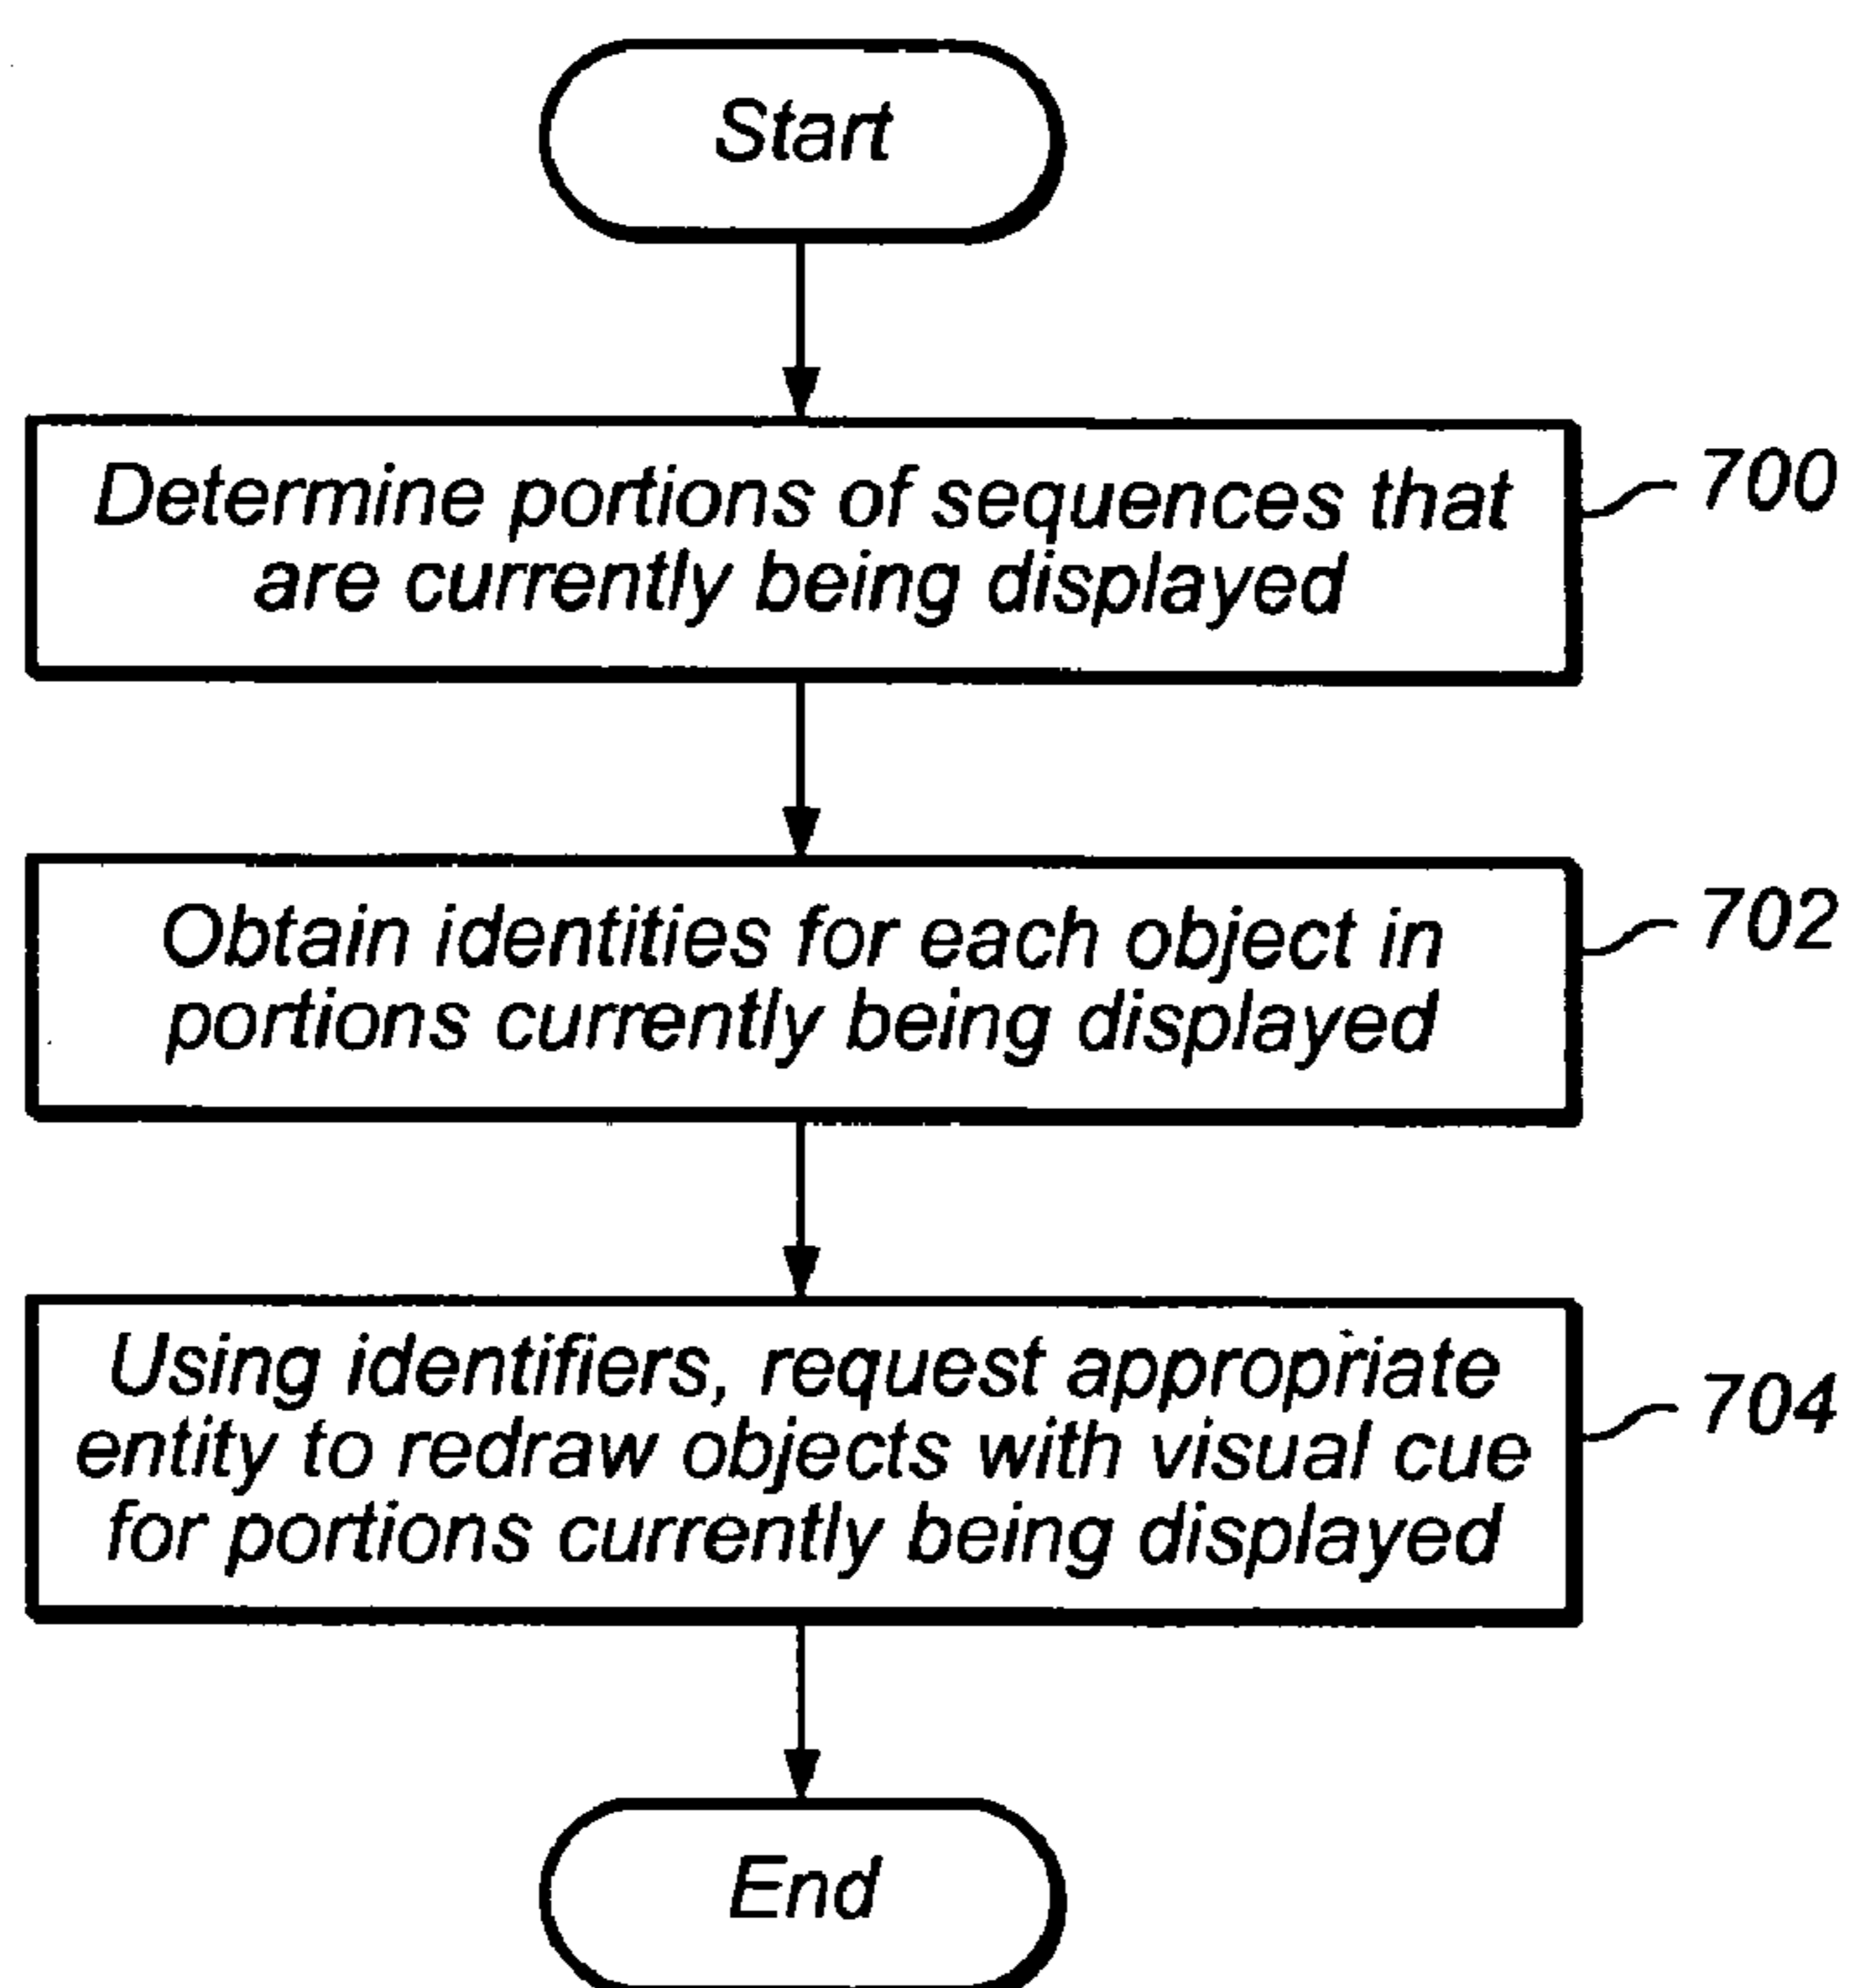 Start
Determine portions of sequences that
are currently being displayed
700
Obtain identities for each object in
portions currently being displayed
702
Using identifiers, request appropriate
entity to redraw objects with visual cue
for portions currently being displayed
704
End